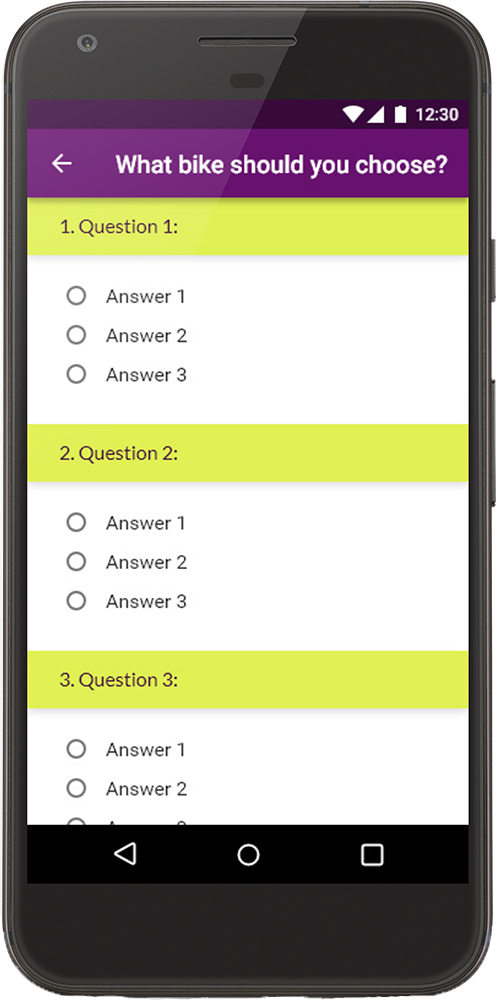 12:30
What bike should you choose?
1. Question 1:
Answer 1
Answer 2
Answer 3
2. Question 2:
Answer 1
Answer 2
Answer 3
3. Question 3:
Answer 1
Answer 2